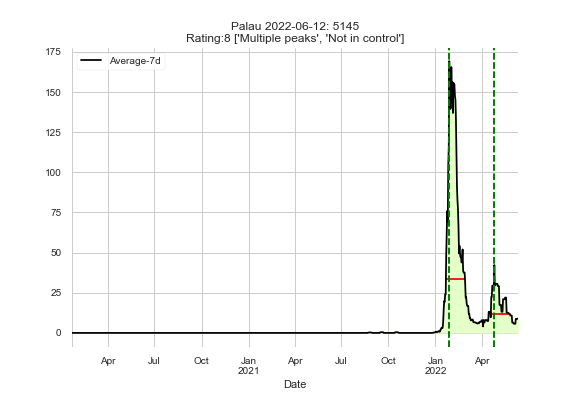 Palau 2022-06-12: 5145
Rating:8 ['Multiple peaks', 'Not in control']
175
Average-7d
150
125
100
75
50
25
0
Apr Jul Oct Jan Apr Jul Oct Jan Apr
2021 2022
Date